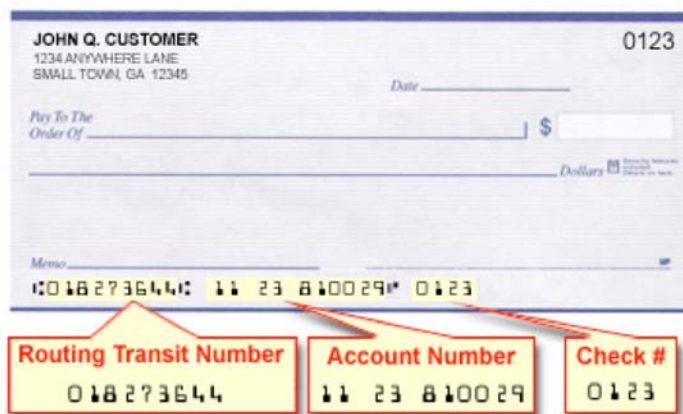 JOHN Q. CUSTOMER
0123
1234 ANYWHERE LANE
SMALL TOWN, GA 12345
Date
Pay To The
Order Of
$
Dollars
Memo
⑆018273644⑆ 11 23 810029⑈ 0123
Routing Transit Number
018273644
Account Number
11 23 810029
Check #
0123